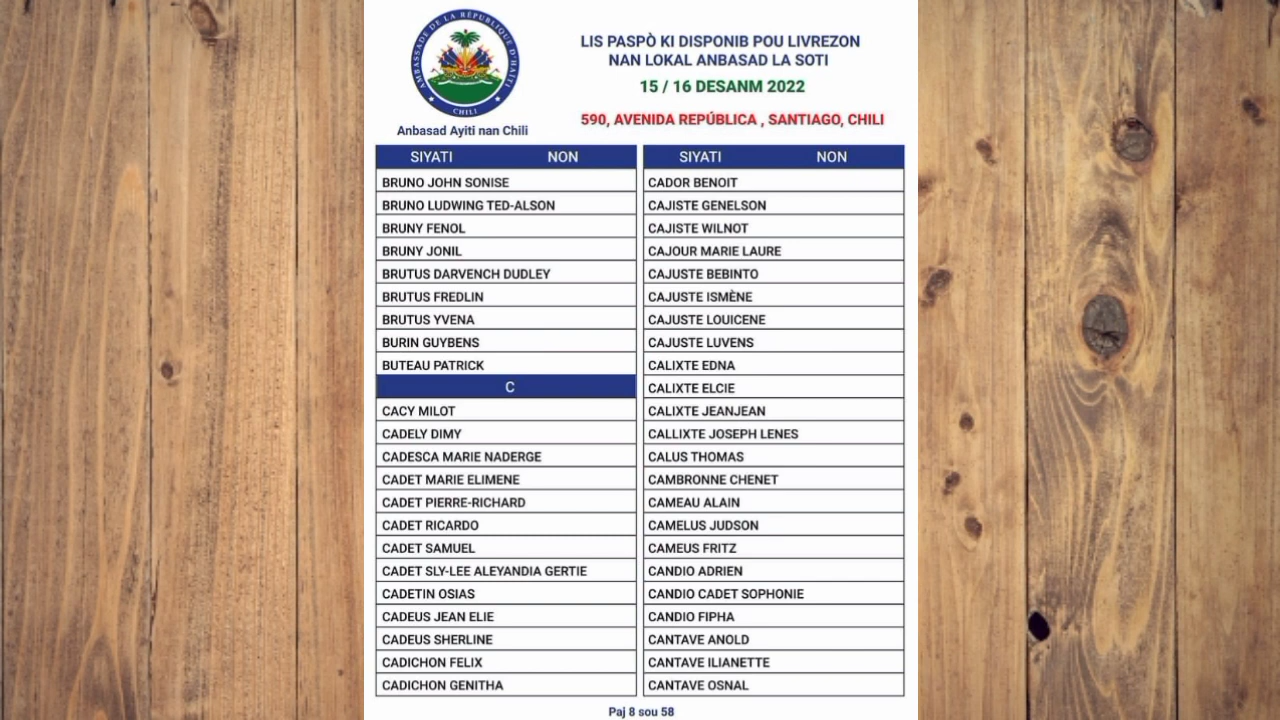 AMBASSADE DE LA RÉPUBLIQUE D'HAITI
CHILI
Anbasad Ayiti nan Chili
LIS PASPÒ KI DISPONIB POU LIVREZON
NAN LOKAL ANBASAD LA SOTI
15 / 16 DESANM 2022
590, AVENIDA REPÚBLICA , SANTIAGO, CHILI
SIYATI NON
BRUNO JOHN SONISE
BRUNO LUDWING TED-ALSON
BRUNY FENOL
BRUNY JONIL
BRUTUS DARVENCH DUDLEY
BRUTUS FREDLIN
BRUTUS YVENA
BURIN GUYBENS
BUTEAU PATRICK
C
CACY MILOT
CADELY DIMY
CADESCA MARIE NADERGE
CADET MARIE ELIMENE
CADET PIERRE-RICHARD
CADET RICARDO
CADET SAMUEL
CADET SLY-LEE ALEYANDIA GERTIE
CADETIN OSIAS
CADEUS JEAN ELIE
CADEUS SHERLINE
CADICHON FELIX
CADICHON GENITHA
SIYATI NON
CADOR BENOIT
CAJISTE GENELSON
CAJISTE WILNOT
CAJOUR MARIE LAURE
CAJUSTE BEBINTO
CAJUSTE ISMÈNE
CAJUSTE LOUICENE
CAJUSTE LUVENS
CALIXTE EDNA
CALIXTE ELCIE
CALIXTE JEANJEAN
CALLIXTE JOSEPH LENES
CALUS THOMAS
CAMBRONNE CHENET
CAMEAU ALAIN
CAMELUS JUDSON
CAMEUS FRITZ
CANDIO ADRIEN
CANDIO CADET SOPHONIE
CANDIO FIPHA
CANTAVE ANOLD
CANTAVE ILIANETTE
CANTAVE OSNAL
Paj 8 sou 58